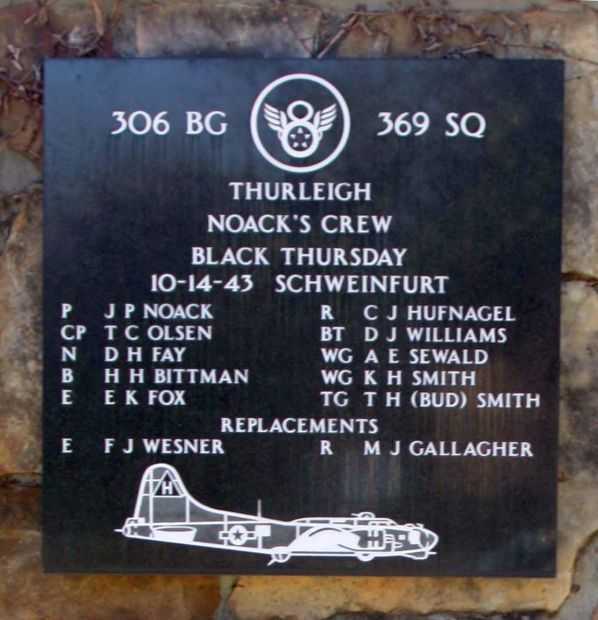 306 BG 369 SQ
THURLEIGH
NOACK'S CREW
BLACK THURSDAY
10-14-43 SCHWEINFURT
P J P NOACK R C J HUFNAGEL
CP T C OLSEN BT D J WILLIAMS
N D H FAY WG A E SEWALD
B H H BITTMAN WG K H SMITH
E E K FOX TG T H (BUD) SMITH
REPLACEMENTS
E F J WESNER R M J GALLAGHER
H
H